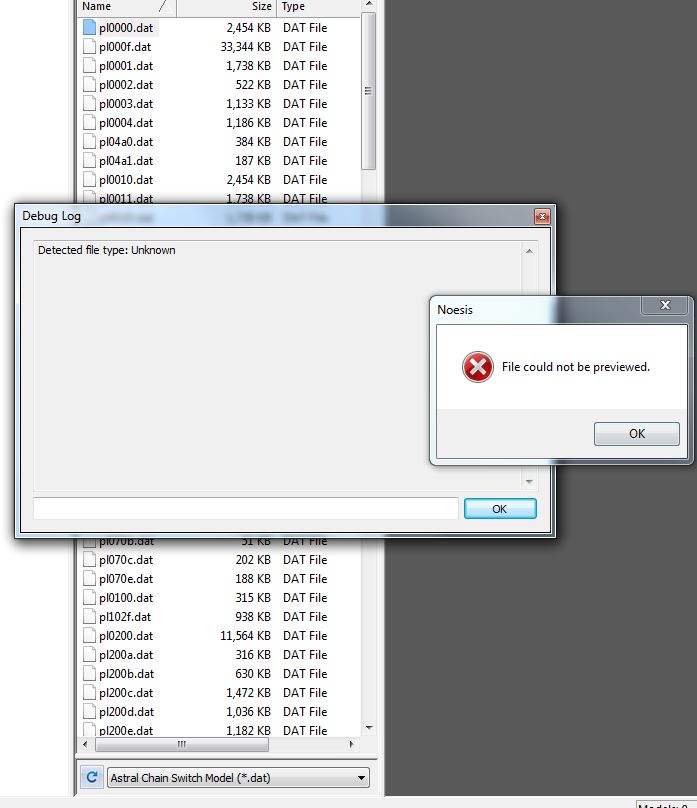 Name Size Type
pl0000.dat 2,454 KB DAT File
pl000f.dat 33,344 KB DAT File
pl0001.dat 1,738 KB DAT File
pl0002.dat 522 KB DAT File
pl0003.dat 1,133 KB DAT File
pl0004.dat 1,186 KB DAT File
pl04a0.dat 384 KB DAT File
pl04a1.dat 187 KB DAT File
pl0010.dat 2,454 KB DAT File
pl0011.dat 1,738 KB DAT File
Debug Log
Detected file type: Unknown
Noesis
File could not be previewed.
OK
OK
pl070b.dat 51 KB DAT File
pl070c.dat 202 KB DAT File
pl070e.dat 188 KB DAT File
pl0100.dat 315 KB DAT File
pl102f.dat 938 KB DAT File
pl0200.dat 11,564 KB DAT File
pl200a.dat 316 KB DAT File
pl200b.dat 630 KB DAT File
pl200c.dat 1,472 KB DAT File
pl200d.dat 1,036 KB DAT File
pl200e.dat 1,182 KB DAT File
Astral Chain Switch Model (*.dat)